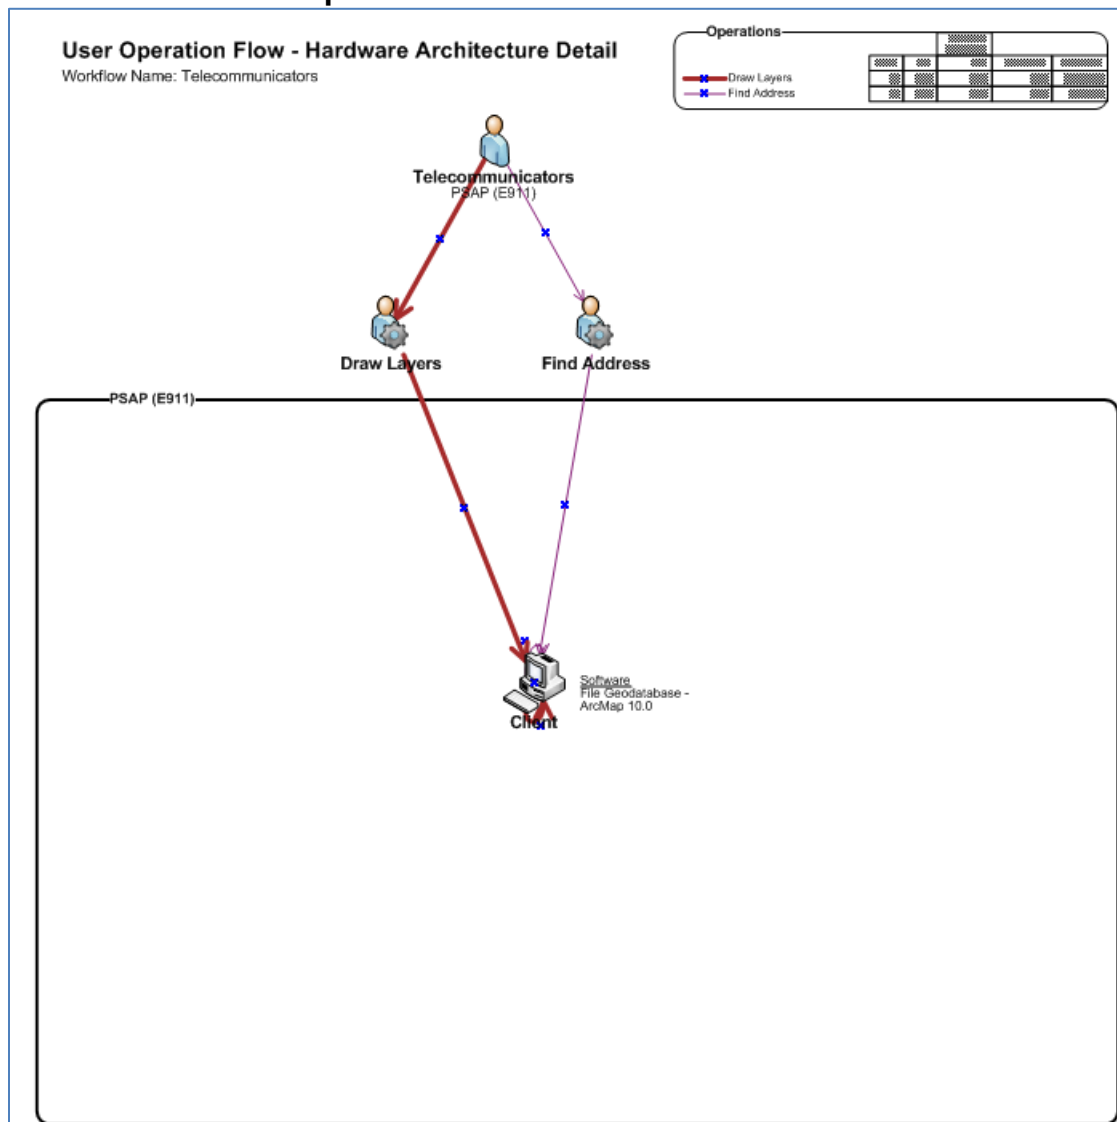 User Operation Flow - Hardware Architecture Detail
Workflow Name: Telecommunicators
Operations
Draw Layers
Find Address
Telecommunicators
PSAP (E911)
Draw Layers
Find Address
PSAP (E911)
Software
File Geodatabase -
ArcMap 10.0
Client